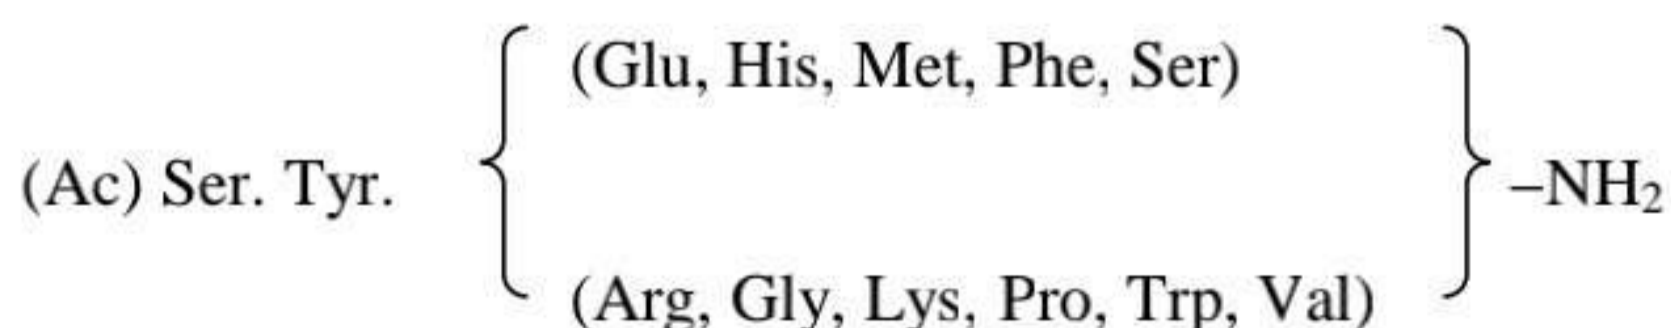 (Glu, His, Met, Phe, Ser)
(Ac) Ser. Tyr. –NH₂
(Arg, Gly, Lys, Pro, Trp, Val)